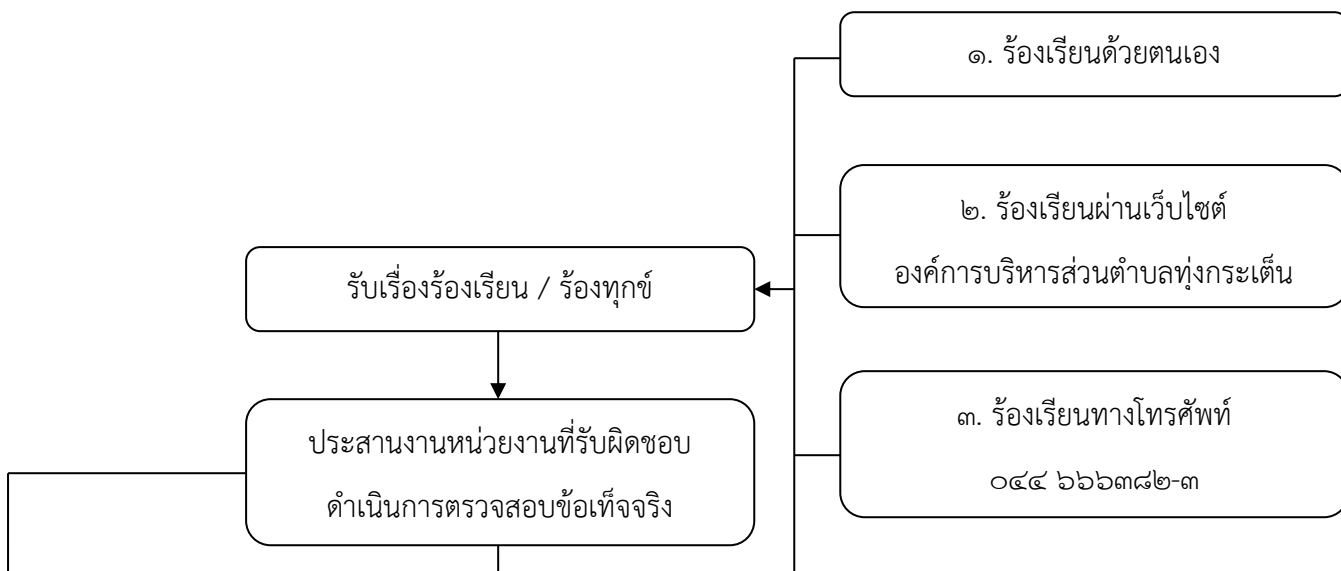 ๑. ร้องเรียนด้วยตนเอง
๒. ร้องเรียนผ่านเว็บไซต์
องค์การบริหารส่วนตำบลทุ่งกระเต็น
รับเรื่องร้องเรียน / ร้องทุกข์
๓. ร้องเรียนทางโทรศัพท์
๐๔๔ ๖๖๖๓๘๒-๓
ประสานงานหน่วยงานที่รับผิดชอบ
ดำเนินการตรวจสอบข้อเท็จจริง